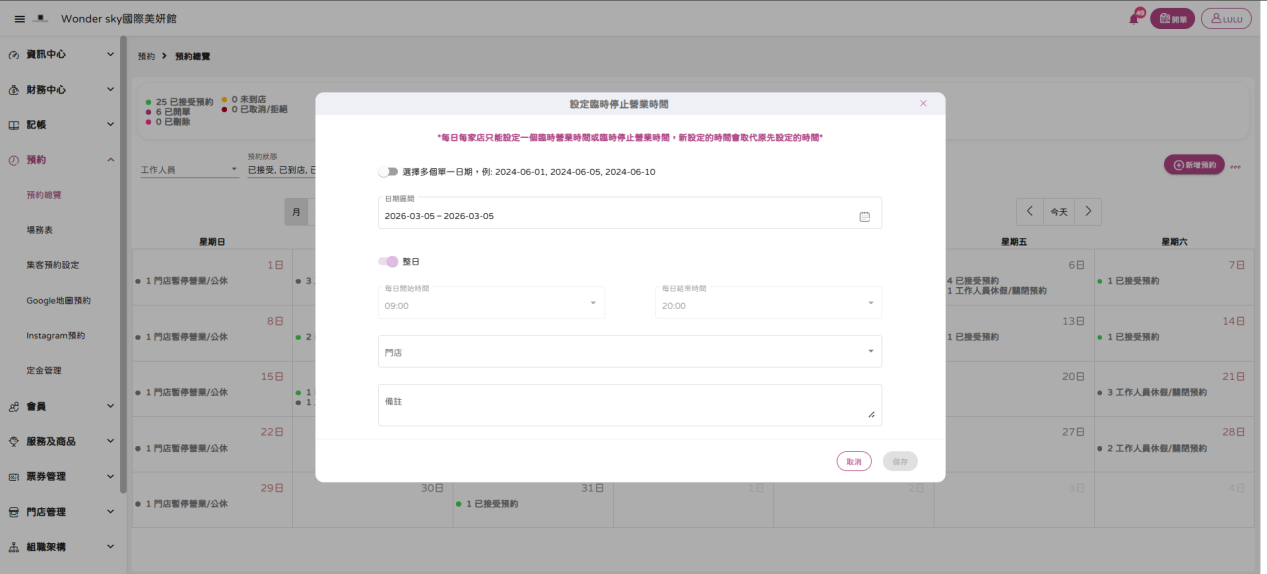 Wonder sky國際美妍館
49
開單
LULU
資訊中心
財務中心
記帳
預約
預約總覽
場務表
集客預約設定
Google地圖預約
Instagram預約
定金管理
會員
服務及商品
票券管理
門店管理
組職架構
預約 > 預約總覽
25 已接受預約
0 未到店
6 已開單
0 已取消/拒絕
0 已刪除
工作人員
預約狀態
已接受, 已到店, 已
新增預約
月
今天
星期日
星期五
星期六
1日
1 門店暫停營業/公休
3
6日
4 已接受預約
1 工作人員休假/關閉預約
7日
1 已接受預約
8日
1 門店暫停營業/公休
2
13日
1 已接受預約
14日
1 已接受預約
15日
1 門店暫停營業/公休
1
1
20日
21日
3 工作人員休假/關閉預約
22日
1 門店暫停營業/公休
27日
28日
2 工作人員休假/關閉預約
29日
1 門店暫停營業/公休
30日
31日
1 已接受預約
1日
2日
3日
4日
設定臨時停止營業時間
*每日每家店只能設定一個臨時營業時間或臨時停止營業時間，新設定的時間會取代原先設定的時間*
選擇多個單一日期，例: 2024-06-01, 2024-06-05, 2024-06-10
日期區間
2026-03-05 – 2026-03-05
整日
每日開始時間
09:00
每日結束時間
20:00
門店
備註
取消
儲存